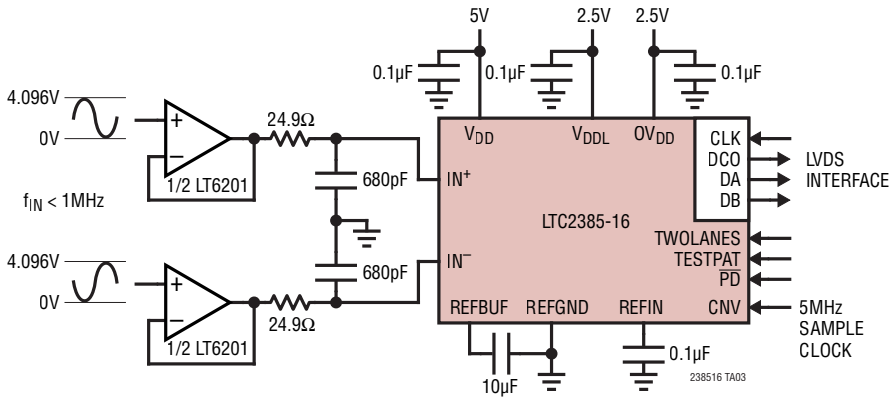 5V
2.5V
2.5V
0.1µF
0.1µF
0.1µF
4.096V
0V
+
−
24.9Ω
1/2 LT6201
680pF
fIN < 1MHz
680pF
4.096V
0V
+
−
24.9Ω
1/2 LT6201
VDD
VDDL
OVDD
IN+
IN−
LTC2385-16
CLK
DCO
DA
DB
LVDS
INTERFACE
TWOLANES
TESTPAT
PD
CNV
5MHz
SAMPLE
CLOCK
REFBUF
REFGND
REFIN
10µF
0.1µF
238516 TA03